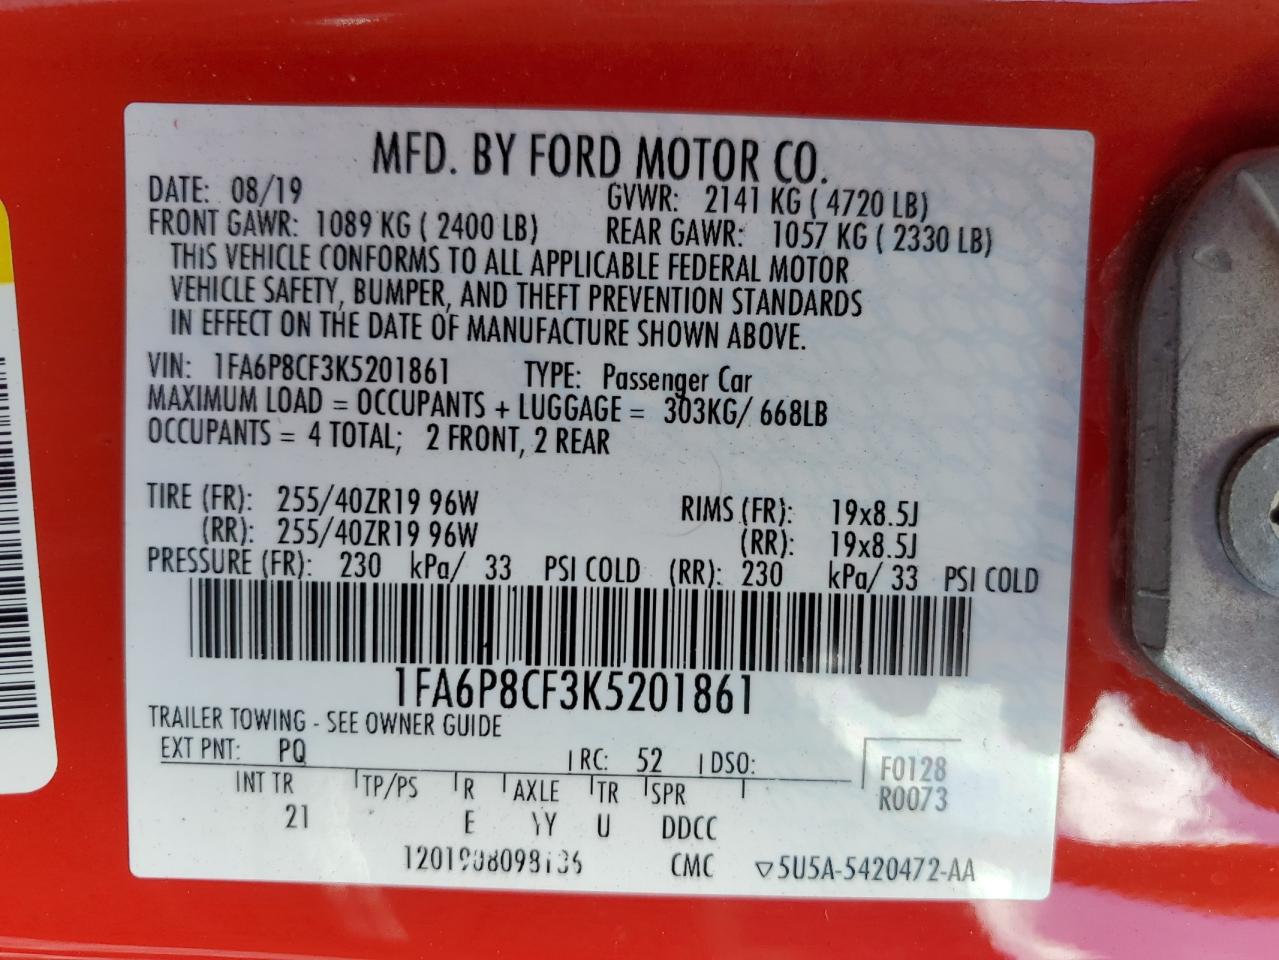 MFD. BY FORD MOTOR CO.
DATE: 08/19 GVWR: 2141 KG ( 4720 LB)
FRONT GAWR: 1089 KG ( 2400 LB) REAR GAWR: 1057 KG ( 2330 LB)
THIS VEHICLE CONFORMS TO ALL APPLICABLE FEDERAL MOTOR
VEHICLE SAFETY, BUMPER, AND THEFT PREVENTION STANDARDS
IN EFFECT ON THE DATE OF MANUFACTURE SHOWN ABOVE.
VIN: 1FA6P8CF3K5201861 TYPE: Passenger Car
MAXIMUM LOAD = OCCUPANTS + LUGGAGE = 303KG/ 668LB
OCCUPANTS = 4 TOTAL; 2 FRONT, 2 REAR
TIRE (FR): 255/40ZR19 96W RIMS (FR): 19x8.5J
(RR): 255/40ZR19 96W (RR): 19x8.5J
PRESSURE (FR): 230 kPa/ 33 PSI COLD (RR): 230 kPa/ 33 PSI COLD
1FA6P8CF3K5201861
TRAILER TOWING - SEE OWNER GUIDE
EXT PNT: PQ RC: 52 DSO: F0128
INT TR TP/PS R AXLE TR SPR R0073
21 E YY U DDCC
CMC ▽5U5A-5420472-AA